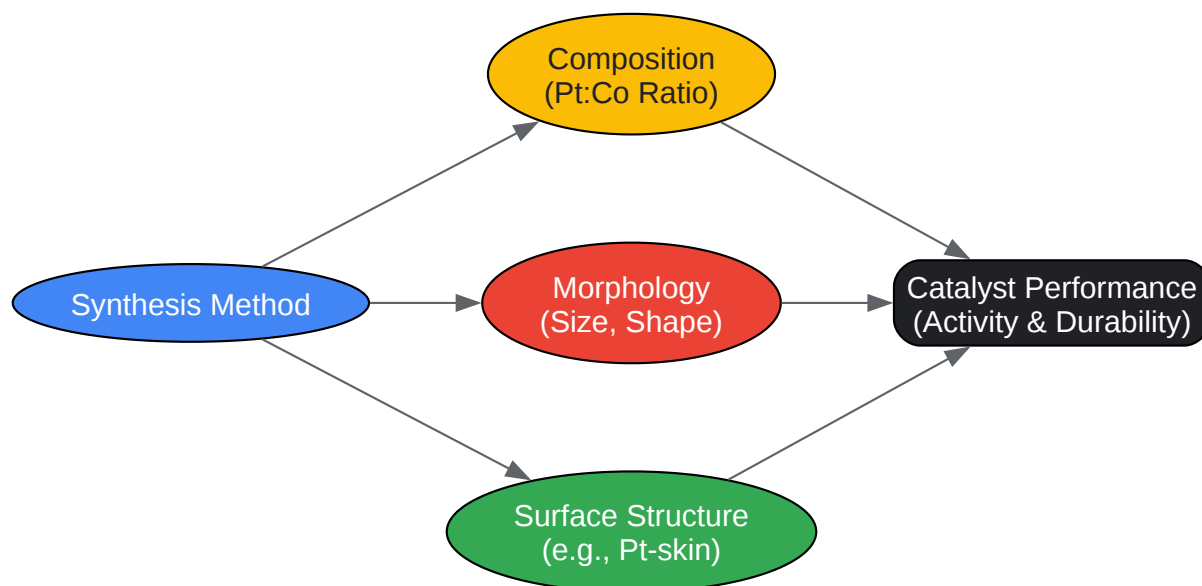 Composition
(Pt:Co Ratio)
Synthesis Method
Morphology
(Size, Shape)
Catalyst Performance
(Activity & Durability)
Surface Structure
(e.g., Pt-skin)